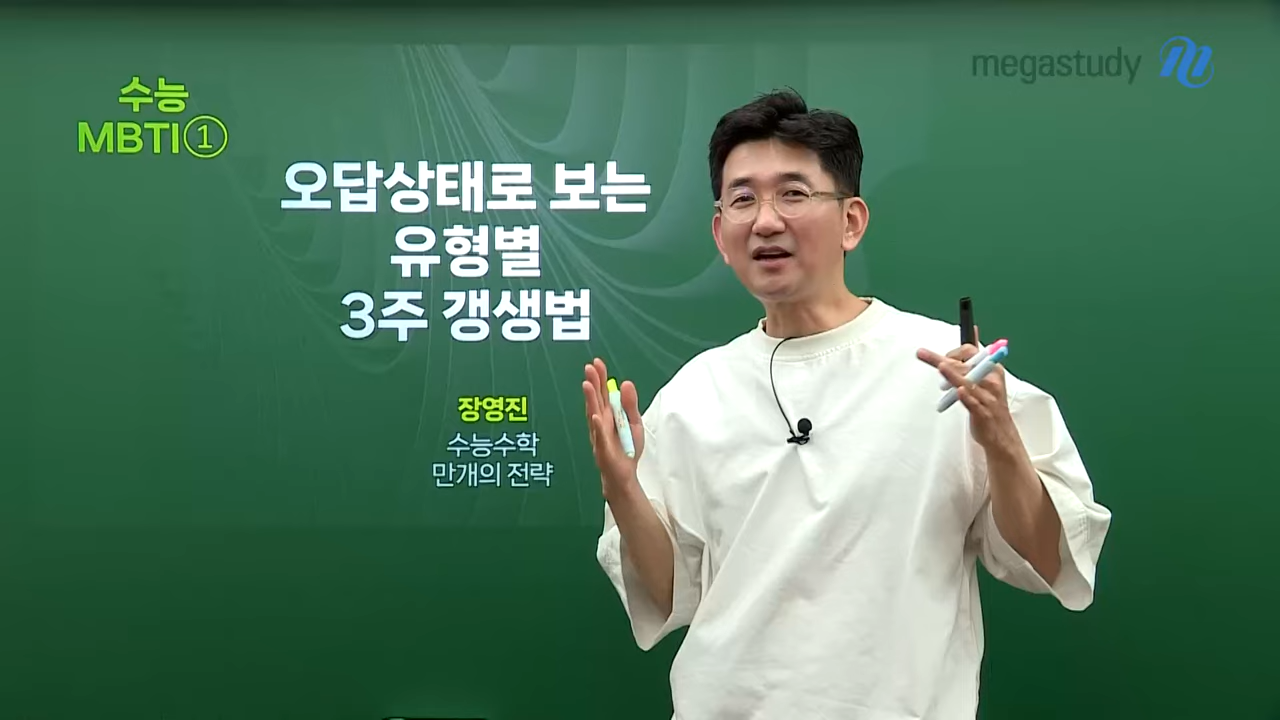 megastudy
수능
MBTI①
오답상태로 보는
유형별
3주 갱생법
장영진
수능수학
만개의 전략